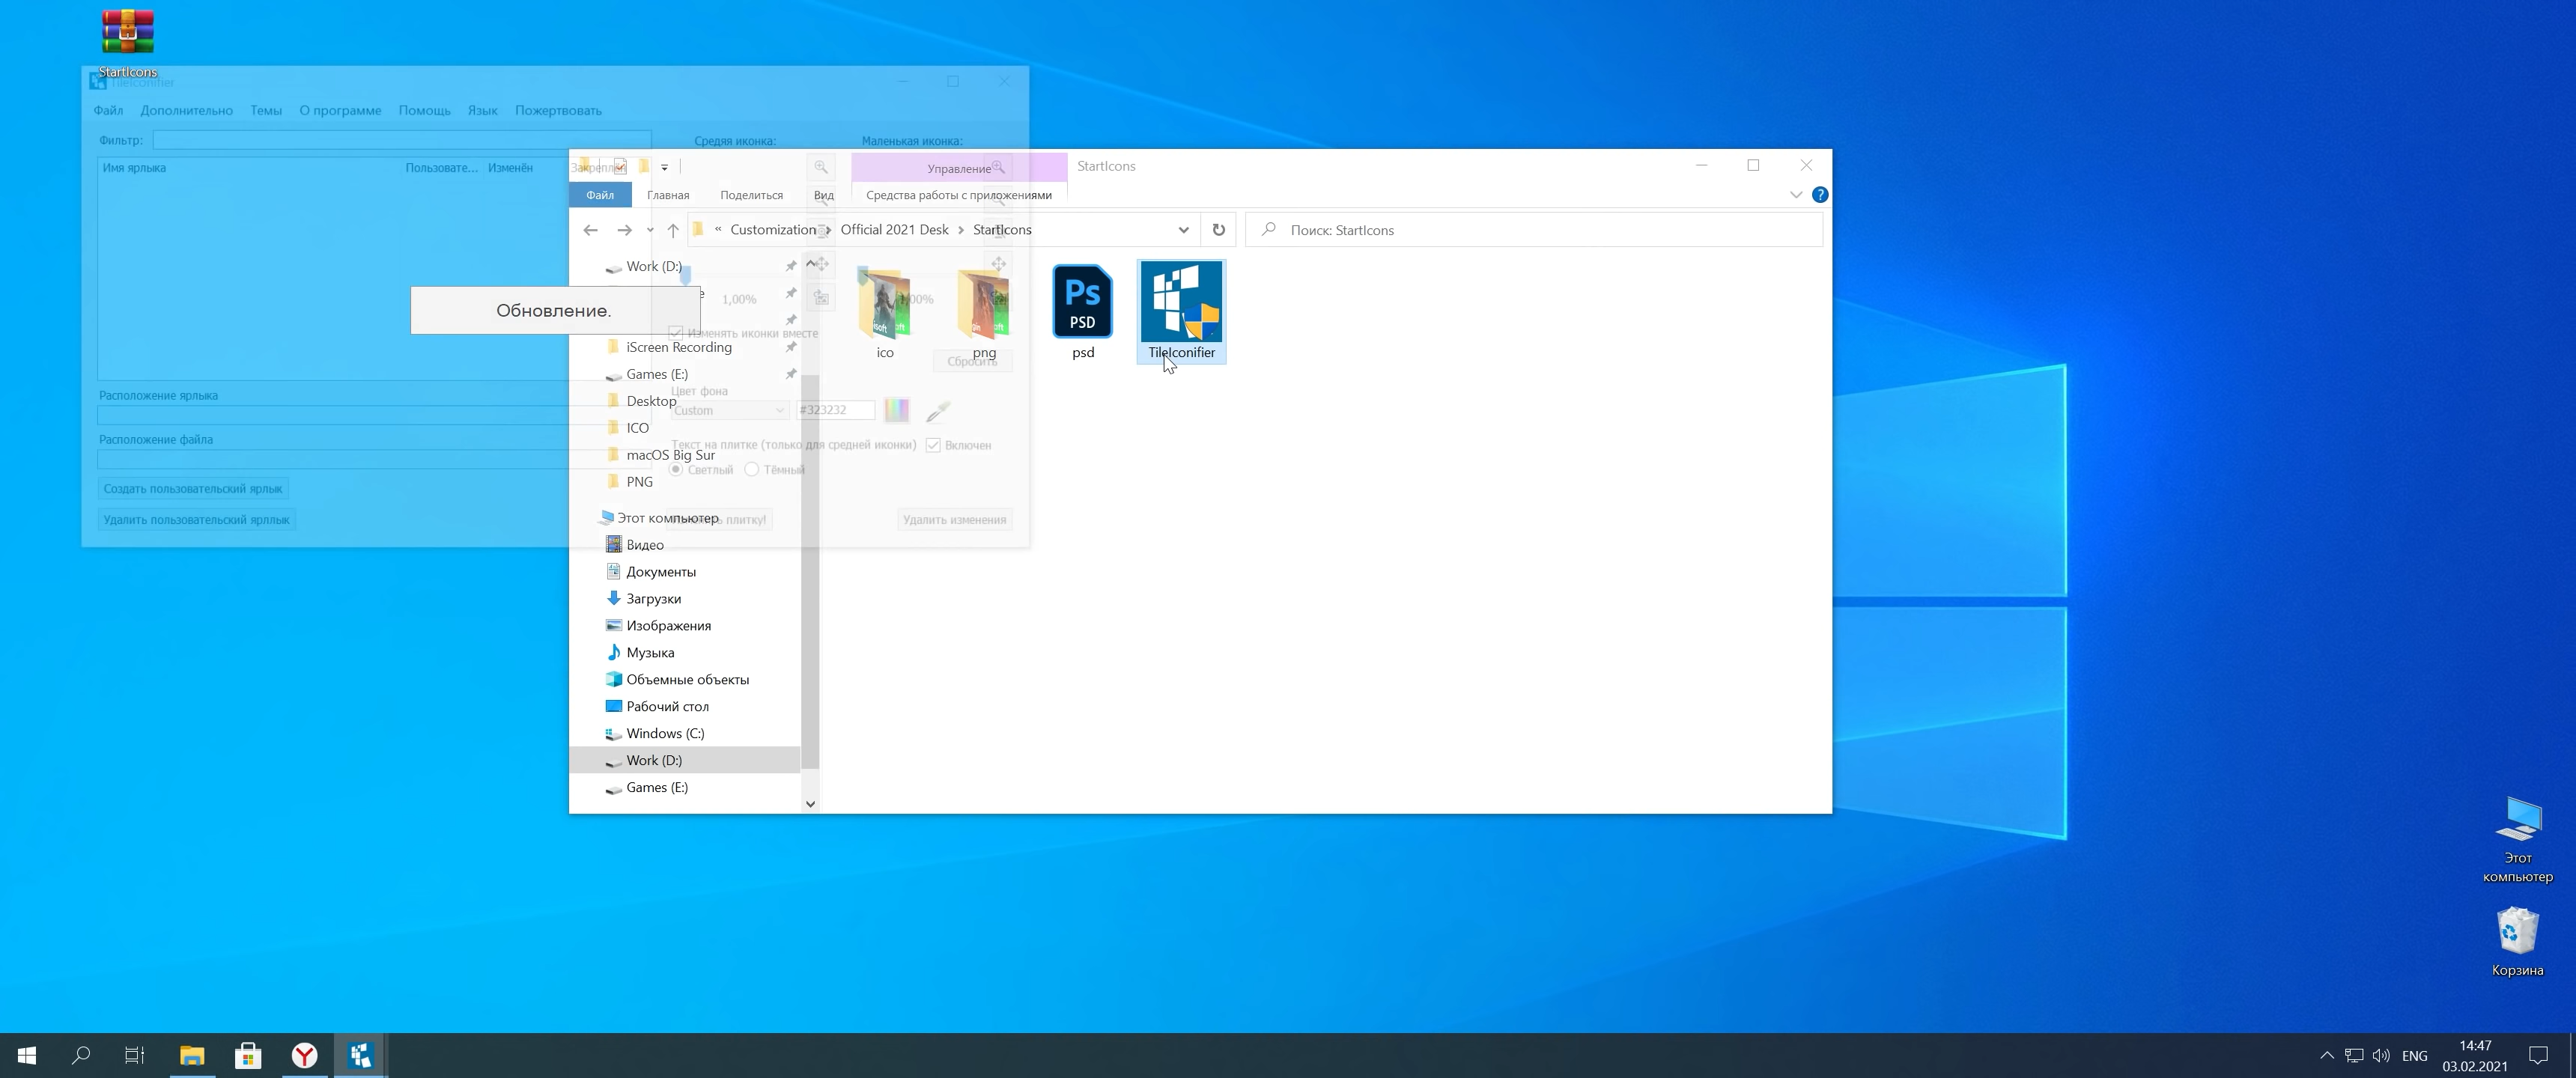 StartIcons
TileIconifier
Файл Дополнительно Темы О программе Помощь Язык Пожертвовать
Фильтр:
Средняя иконка: Маленькая иконка:
Имя ярлыка Пользовате... Изменён
Управление StartIcons
Файл Главная Поделиться Вид Средства работы с приложениями
« Customization Official 2021 Desk StartIcons
Поиск: StartIcons
Work (D:)
1,00%
Обновление.
Изменять иконки вместе
iScreen Recording
Games (E:)
Desktop
ICO
macOS Big Sur
PNG
Этот компьютер
Видео
Документы
Загрузки
Изображения
Музыка
Объемные объекты
Рабочий стол
Windows (C:)
Work (D:)
Games (E:)
ico
png
Ps
PSD
psd
TileIconifier
Сбросить
Расположение ярлыка
Цвет фона
Custom #323232
Расположение файла
Текст на плитке (только для средней иконки) Включен
Светлый Тёмный
Создать пользовательский ярлык
Удалить пользовательский ярллык
плитку!
Удалить изменения
Этот
компьютер
Корзина
ENG
14:47
03.02.2021